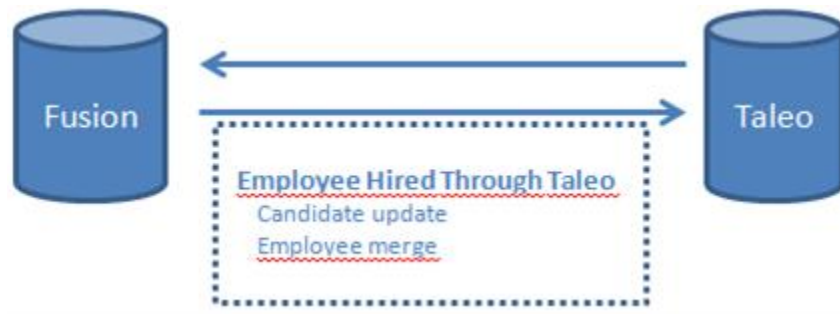 Fusion
Taleo
Employee Hired Through Taleo
Candidate update
Employee merge